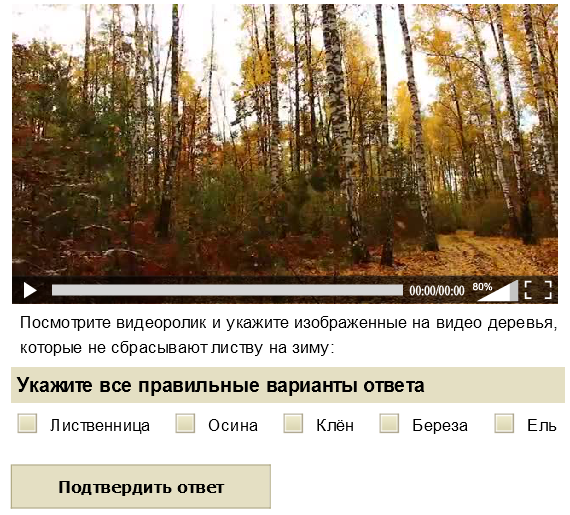 00:00/00:00 80%
Посмотрите видеоролик и укажите изображенные на видео деревья,
которые не сбрасывают листву на зиму:
Укажите все правильные варианты ответа
Лиственница Осина Клён Береза Ель
Подтвердить ответ